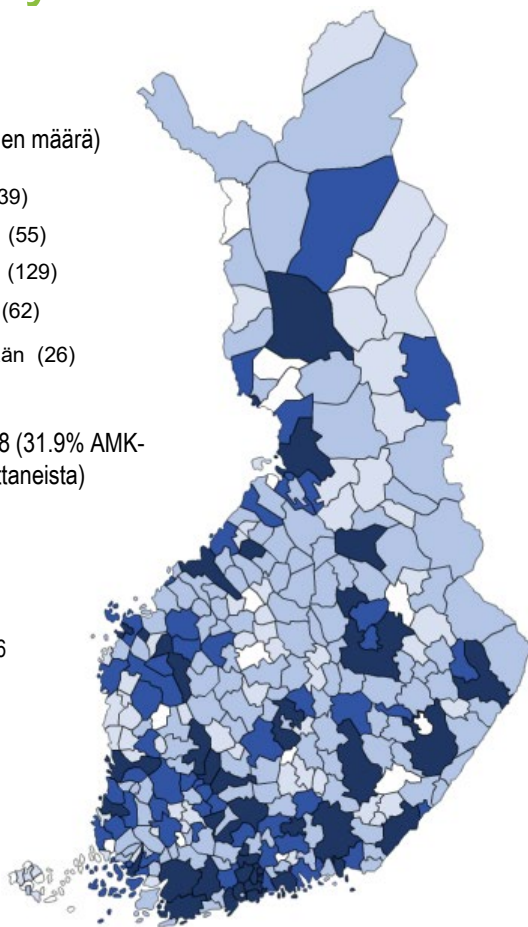 en määrä)
39)
(55)
(129)
(62)
än (26)
8 (31.9% AMK-
ttaneista)
6